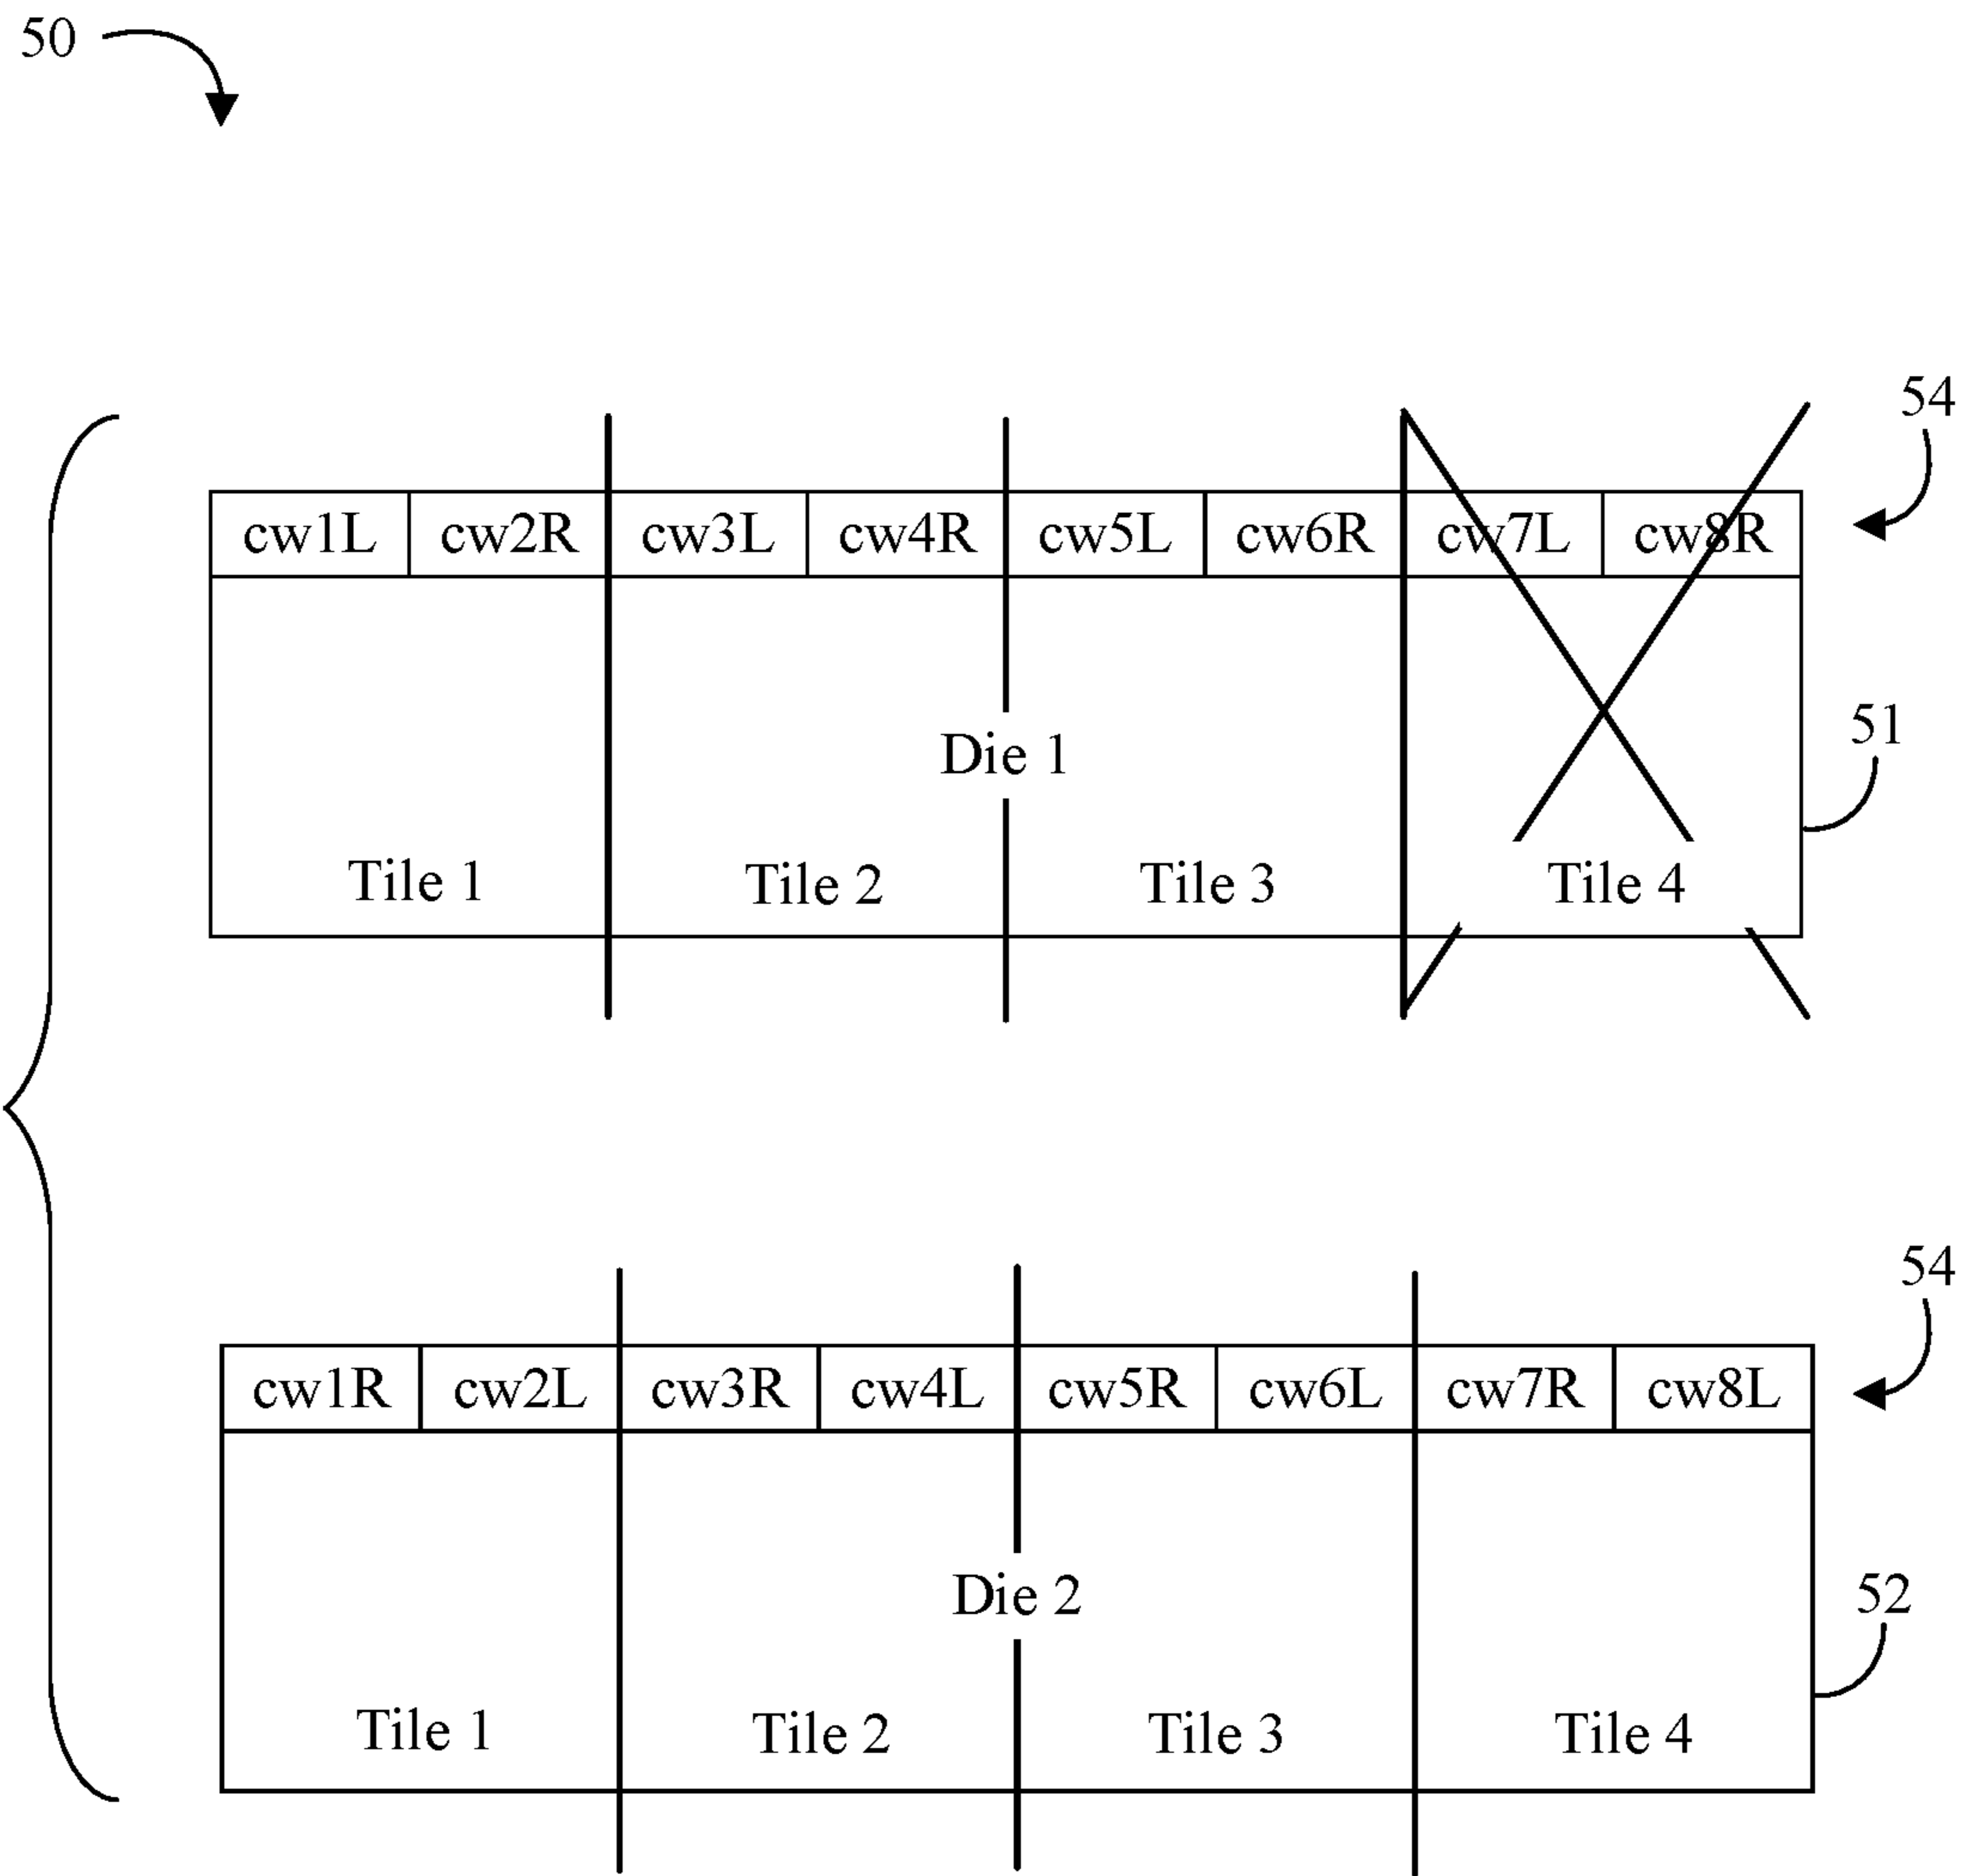 50
54
cw1L cw2R cw3L cw4R cw5L cw6R cw7L cw8R
51
Die 1
Tile 1 Tile 2 Tile 3 Tile 4
54
cw1R cw2L cw3R cw4L cw5R cw6L cw7R cw8L
Die 2
52
Tile 1 Tile 2 Tile 3 Tile 4